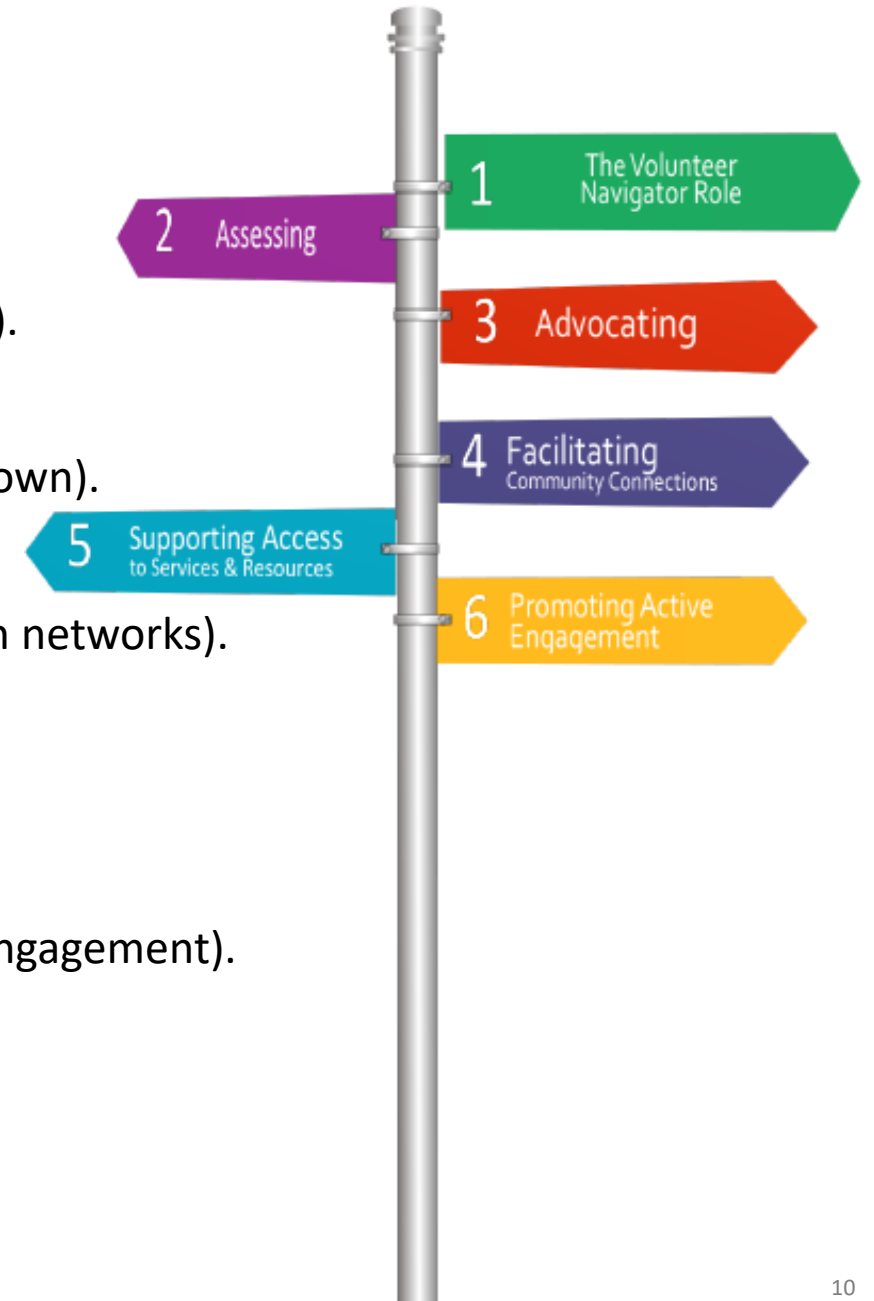 1
The Volunteer
Navigator Role
2 Assessing
).
3 Advocating
4 Facilitating
Community Connections
own).
5 Supporting Access
to Services & Resources
6 Promoting Active
Engagement
networks).
ngagement).
10